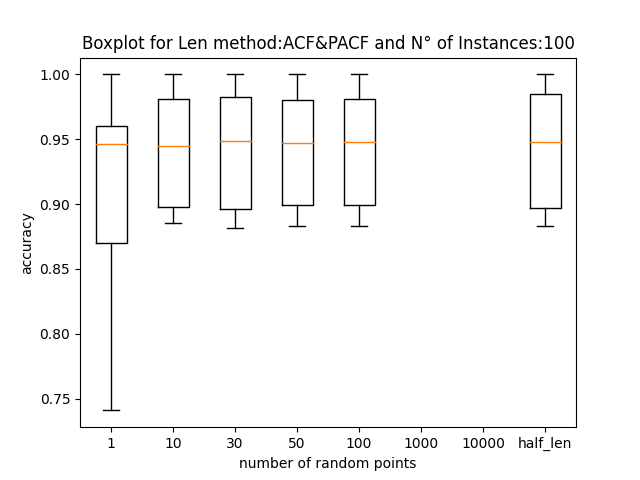 Boxplot for Len method:ACF&PACF and N° of Instances:100
1.00
0.95
0.90
0.85
0.80
0.75
accuracy
1 10 30 50 100 1000 10000 half_len
number of random points